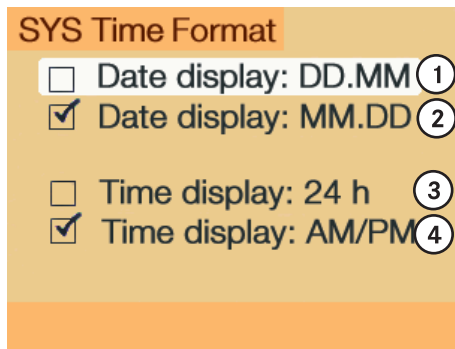 SYS Time Format
Date display: DD.MM 1
Date display: MM.DD 2
Time display: 24 h 3
Time display: AM/PM 4